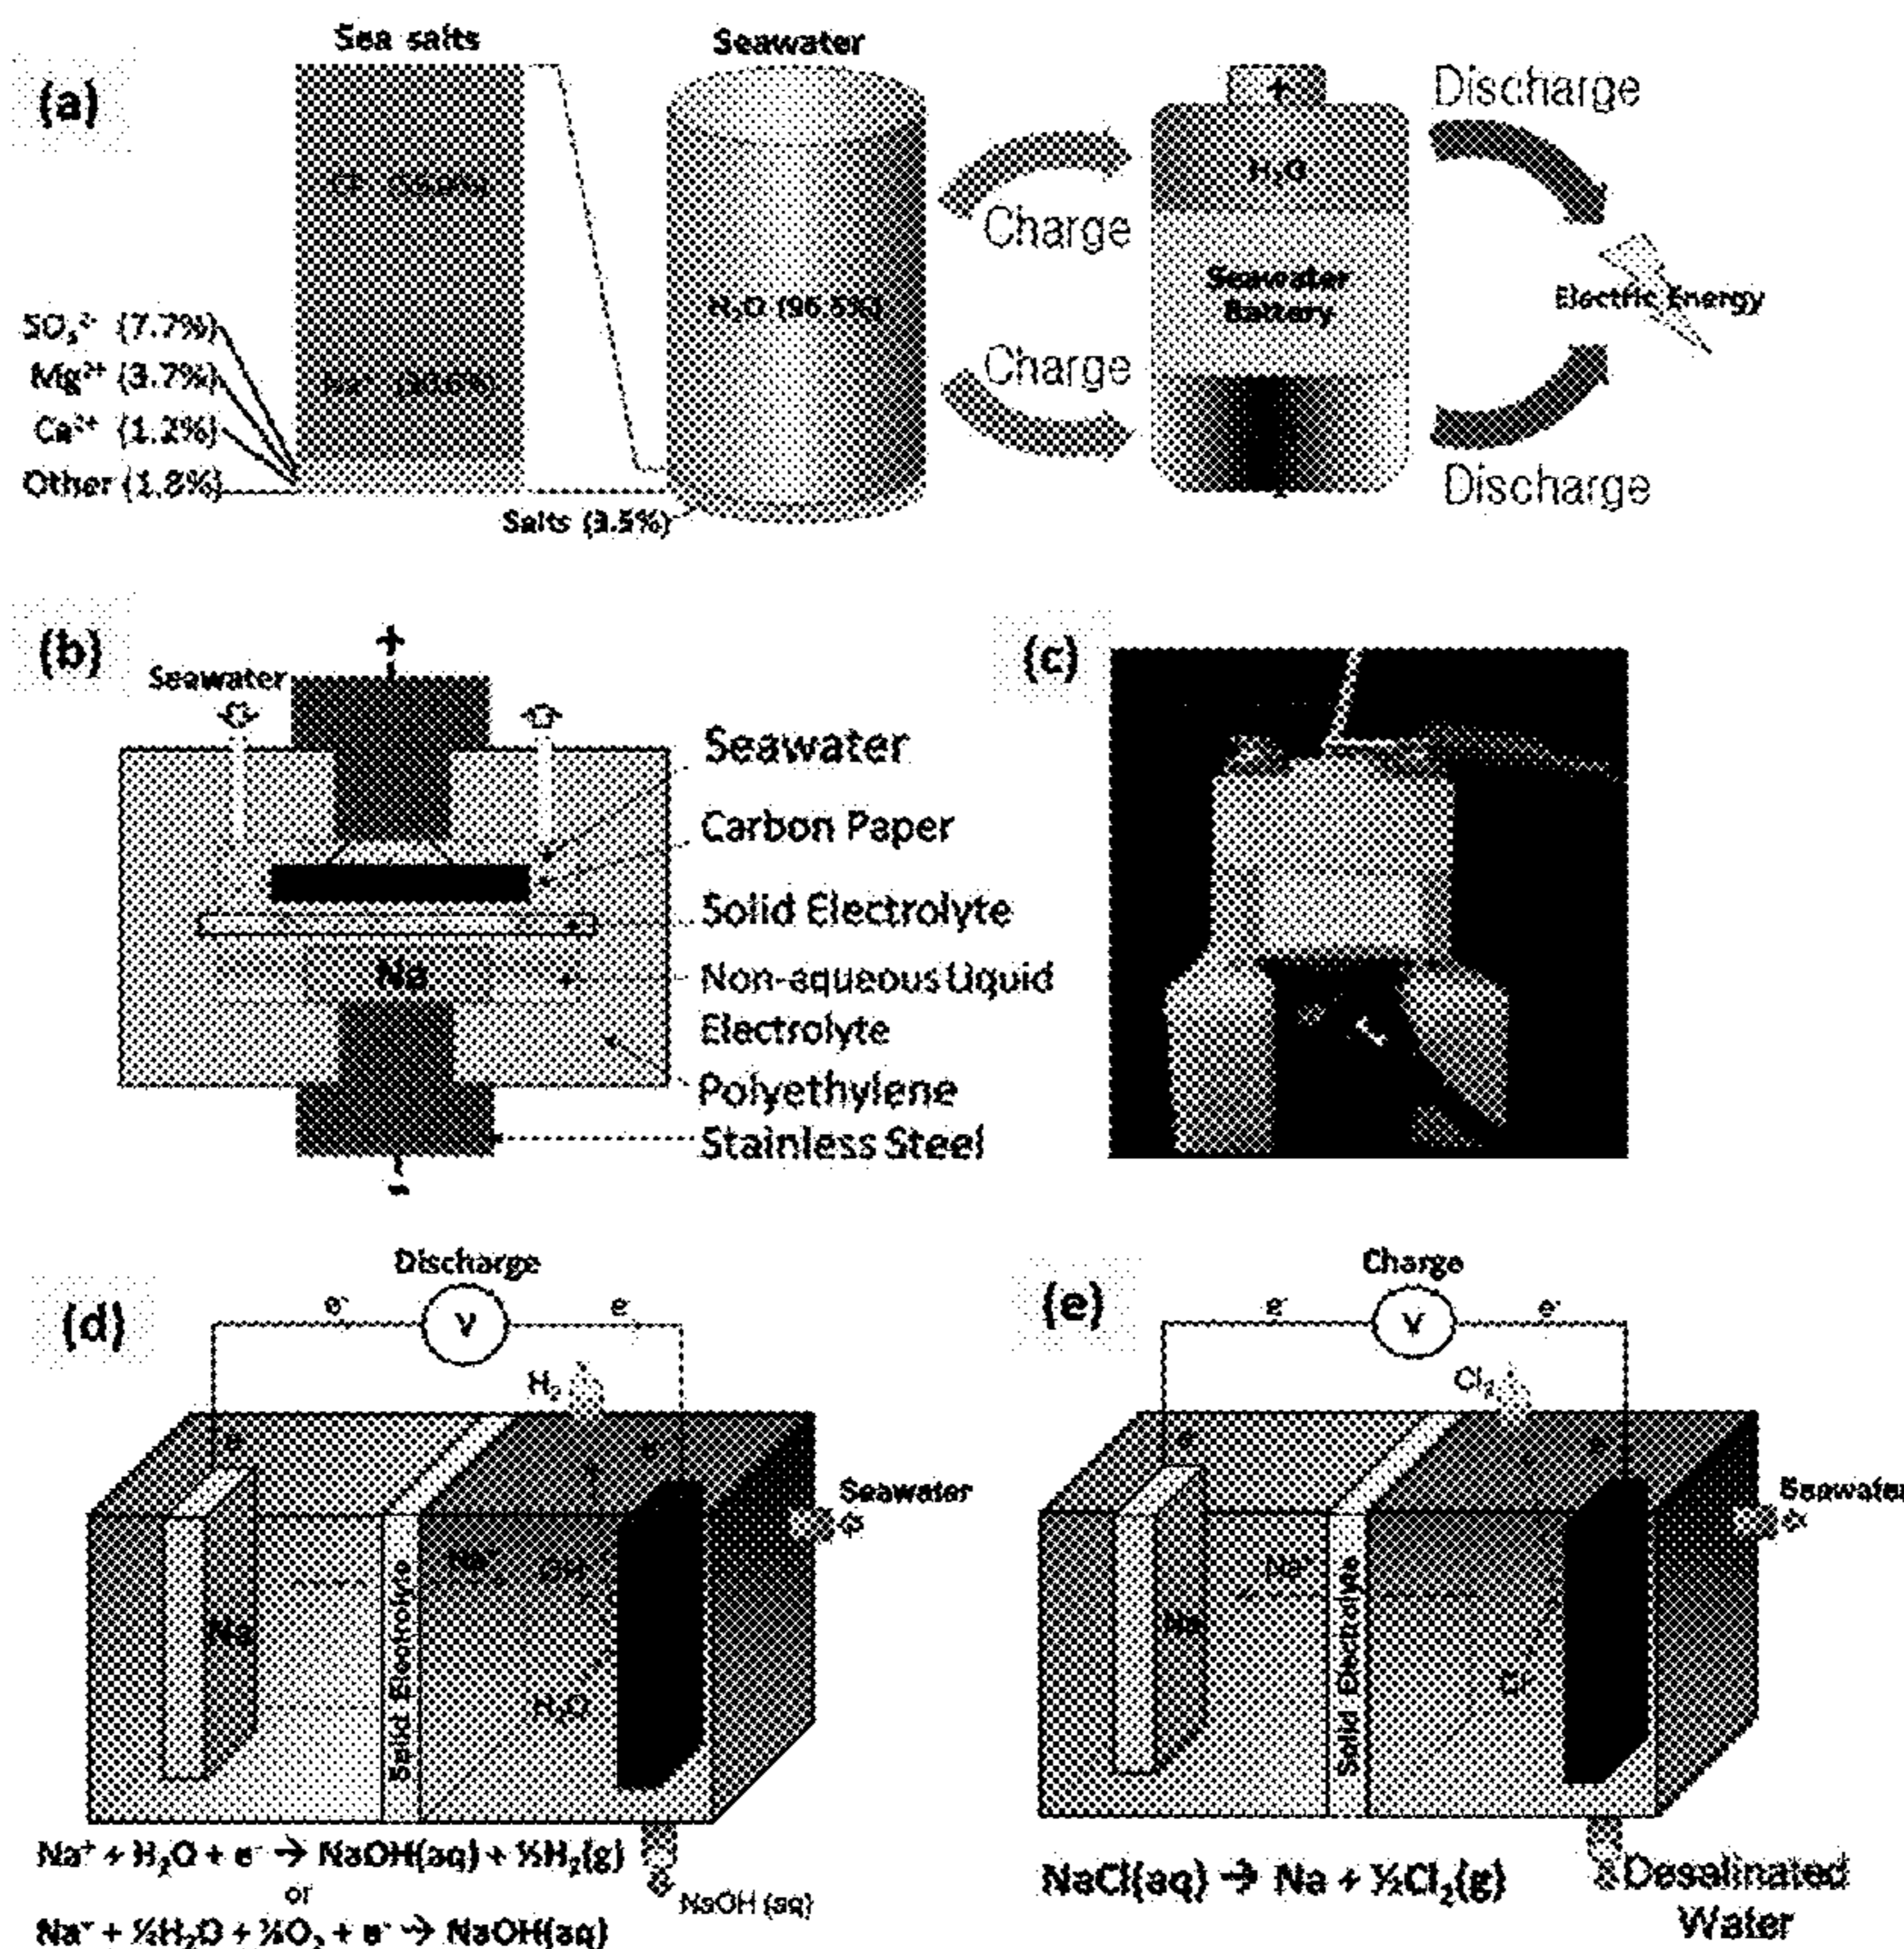 (a)
Sea salts
Seawater
Discharge
Charge
H₂O
Seawater
Battery
H₂O (96.5%)
Electric Energy
SO₃²⁻ (7.7%)
Mg²⁺ (3.7%)
Ca²⁺ (1.2%)
Other (1.8%)
Na⁺ (30.6%)
Charge
Discharge
Salts (3.5%)
(b)
+
Seawater
Seawater
Carbon Paper
Solid Electrolyte
Na
Non-aqueous Liquid
Electrolyte
Polyethylene
Stainless Steel
-
(c)
(d)
Discharge
e⁻
V
e⁻
H₂
e⁻
e⁻
Seawater
Na⁺
OH⁻
Na
H₂O
Solid Electrolyte
Na⁺ + H₂O + e⁻ → NaOH(aq) + ½H₂(g)
or
Na⁺ + ½H₂O + ¼O₂ + e⁻ → NaOH(aq)
NaOH (aq)
(e)
Charge
e⁻
V
e⁻
Cl₂
e⁻
e⁻
Seawater
Na⁺
Na
Cl⁻
Solid Electrolyte
NaCl(aq) → Na + ½Cl₂(g)
Desalinated
Water